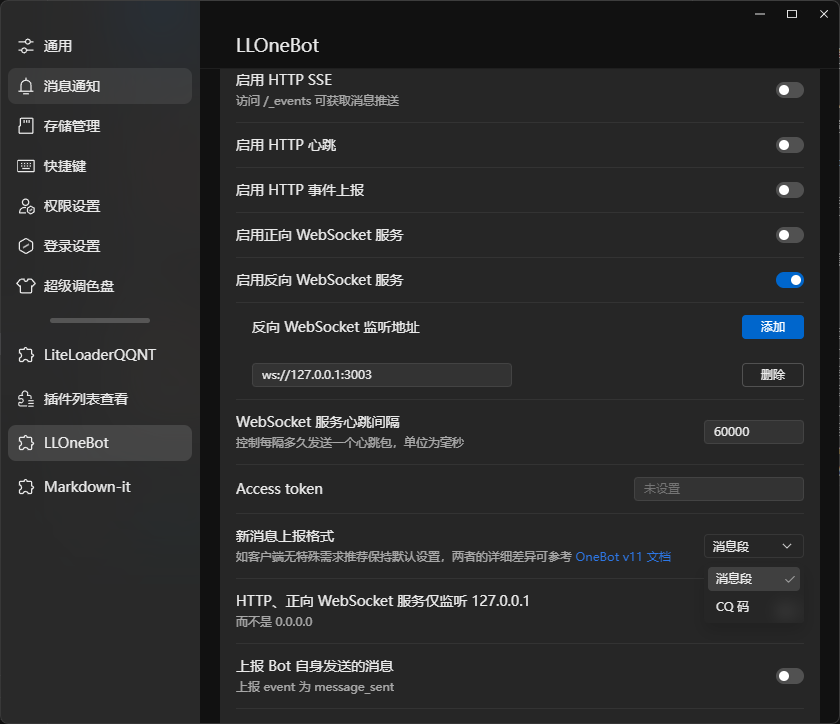 LLOneBot
通用
消息通知
存储管理
快捷键
权限设置
登录设置
超级调色盘
LiteLoaderQQNT
插件列表查看
LLOneBot
Markdown-it
启用 HTTP SSE
访问 /_events 可获取消息推送
启用 HTTP 心跳
启用 HTTP 事件上报
启用正向 WebSocket 服务
启用反向 WebSocket 服务
反向 WebSocket 监听地址
添加
ws://127.0.0.1:3003
删除
WebSocket 服务心跳间隔
控制每隔多久发送一个心跳包，单位为毫秒
60000
Access token
未设置
新消息上报格式
如客户端无特殊需求推荐保持默认设置，两者的详细差异可参考 OneBot v11 文档
消息段
消息段
CQ 码
HTTP、正向 WebSocket 服务仅监听 127.0.0.1
而不是 0.0.0.0
上报 Bot 自身发送的消息
上报 event 为 message_sent